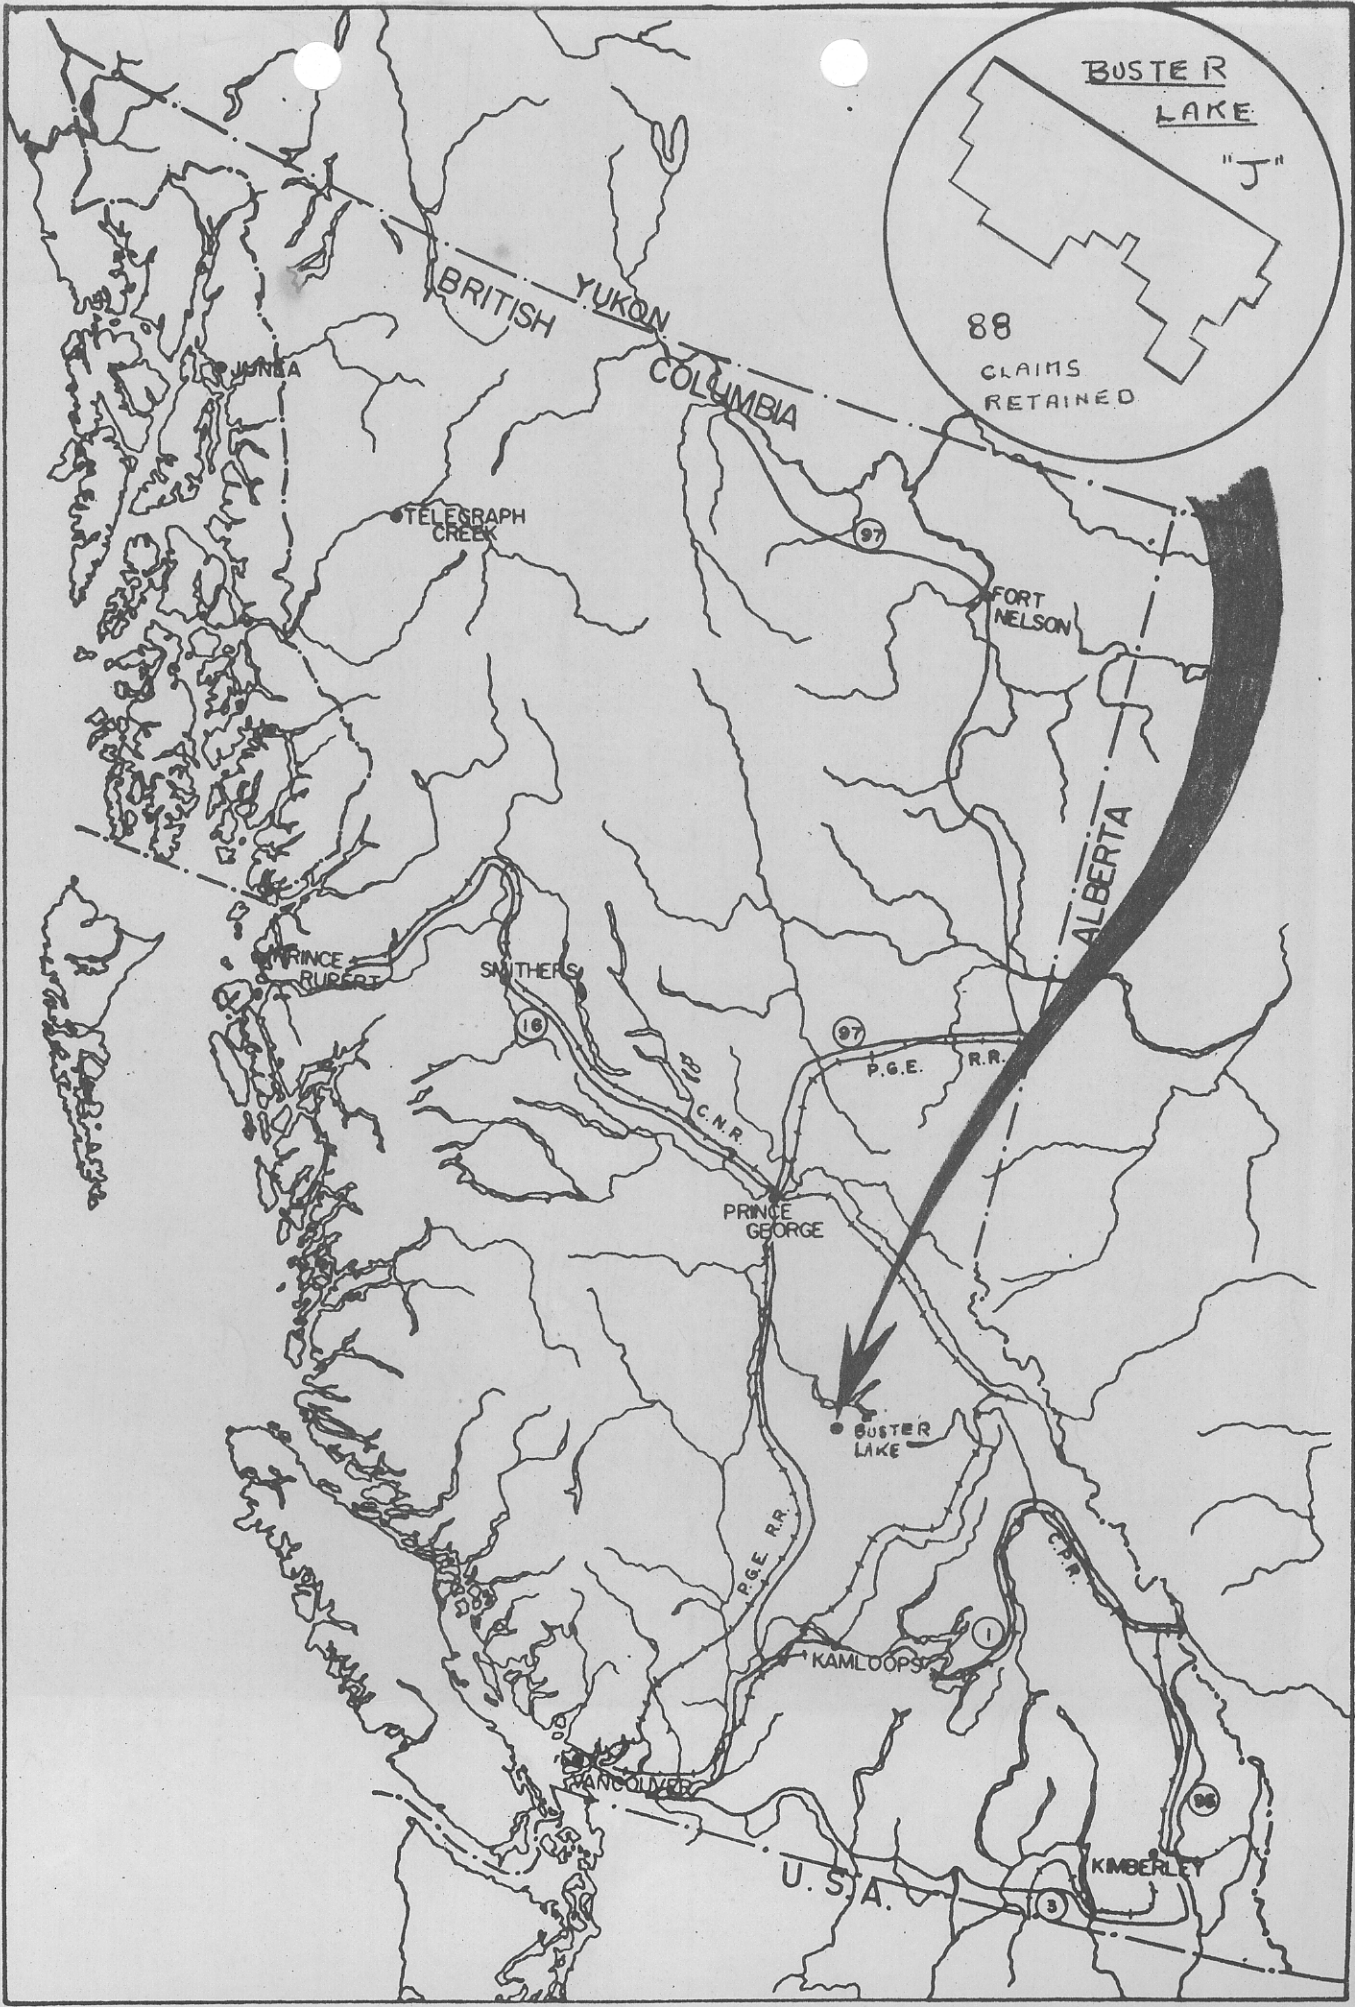 BUSTER
LAKE
"J"
88
CLAIMS
RETAINED
YUKON
BRITISH
COLUMBIA
TELEGRAPH
CREEK
97
FORT
NELSON
ALBERTA
PRINCE
RUPERT
SMITHERS
16
97
P.G.E. R.R.
C.N.R.
PRINCE
GEORGE
BUSTER
LAKE
P.G.E. R.R.
C.P.R.
1
KAMLOOPS
VANCOUVER
KIMBERLEY
U.S.A.
3